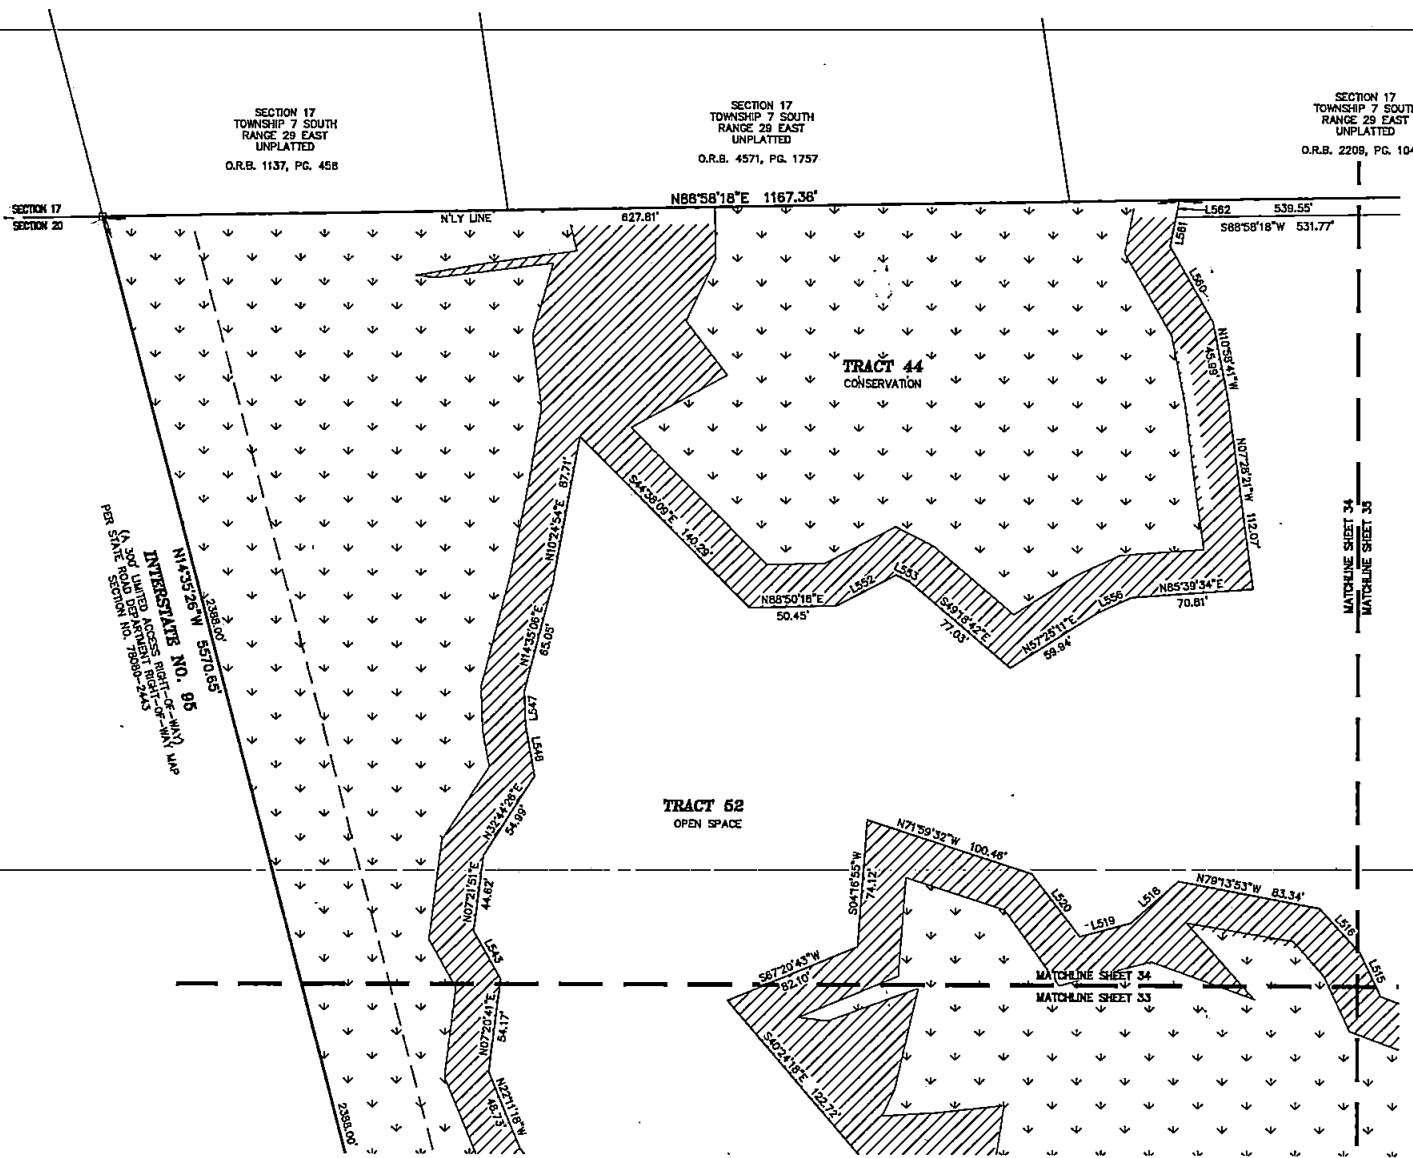 SECTION 17
TOWNSHIP 7 SOUTH
RANGE 29 EAST
UNPLATTED
O.R.B. 1137, PG. 458
SECTION 17
TOWNSHIP 7 SOUTH
RANGE 29 EAST
UNPLATTED
O.R.B. 4571, PG. 1757
SECTION 17
TOWNSHIP 7 SOUTH
RANGE 29 EAST
UNPLATTED
O.R.B. 2209, PG. 104
SECTION 17
SECTION 20
N'LY LINE
N88°58'18"E 1167.36'
627.81'
L562
539.55'
S88°58'18"W 531.77'
L561
L560
N10°58'41"W
45.99'
N07°28'21"W 112.07'
TRACT 44
CONSERVATION
S44°38'09"E 140.29'
N10°24'54"E 87.71'
N88°50'18"E
50.45'
L552
L553
S49°18'42"E
77.03'
N57°25'11"E
59.94'
L556
N85°39'34"E
70.81'
MATCHLINE SHEET 34
MATCHLINE SHEET 35
N14°35'26"W 5570.65'
2388.00'
INTERSTATE NO. 95
(A 300' LIMITED ACCESS RIGHT-OF-WAY)
PER STATE ROAD DEPARTMENT RIGHT-OF-WAY MAP
SECTION NO. 78080-2443
N14°35'06"E
65.05'
L547
L546
N32°44'26"E
54.99'
N07°21'51"E
44.62'
L543
N07°20'41"E
54.17'
N22°11'18"W
48.73'
2388.00'
TRACT 52
OPEN SPACE
N71°59'32"W 100.46'
S04°16'55"W
74.12'
L520
L519
L518
N79°13'53"W 83.34'
L516
L515
S67°20'43"W
82.10'
MATCHLINE SHEET 34
MATCHLINE SHEET 33
S40°24'18"E 122.72'